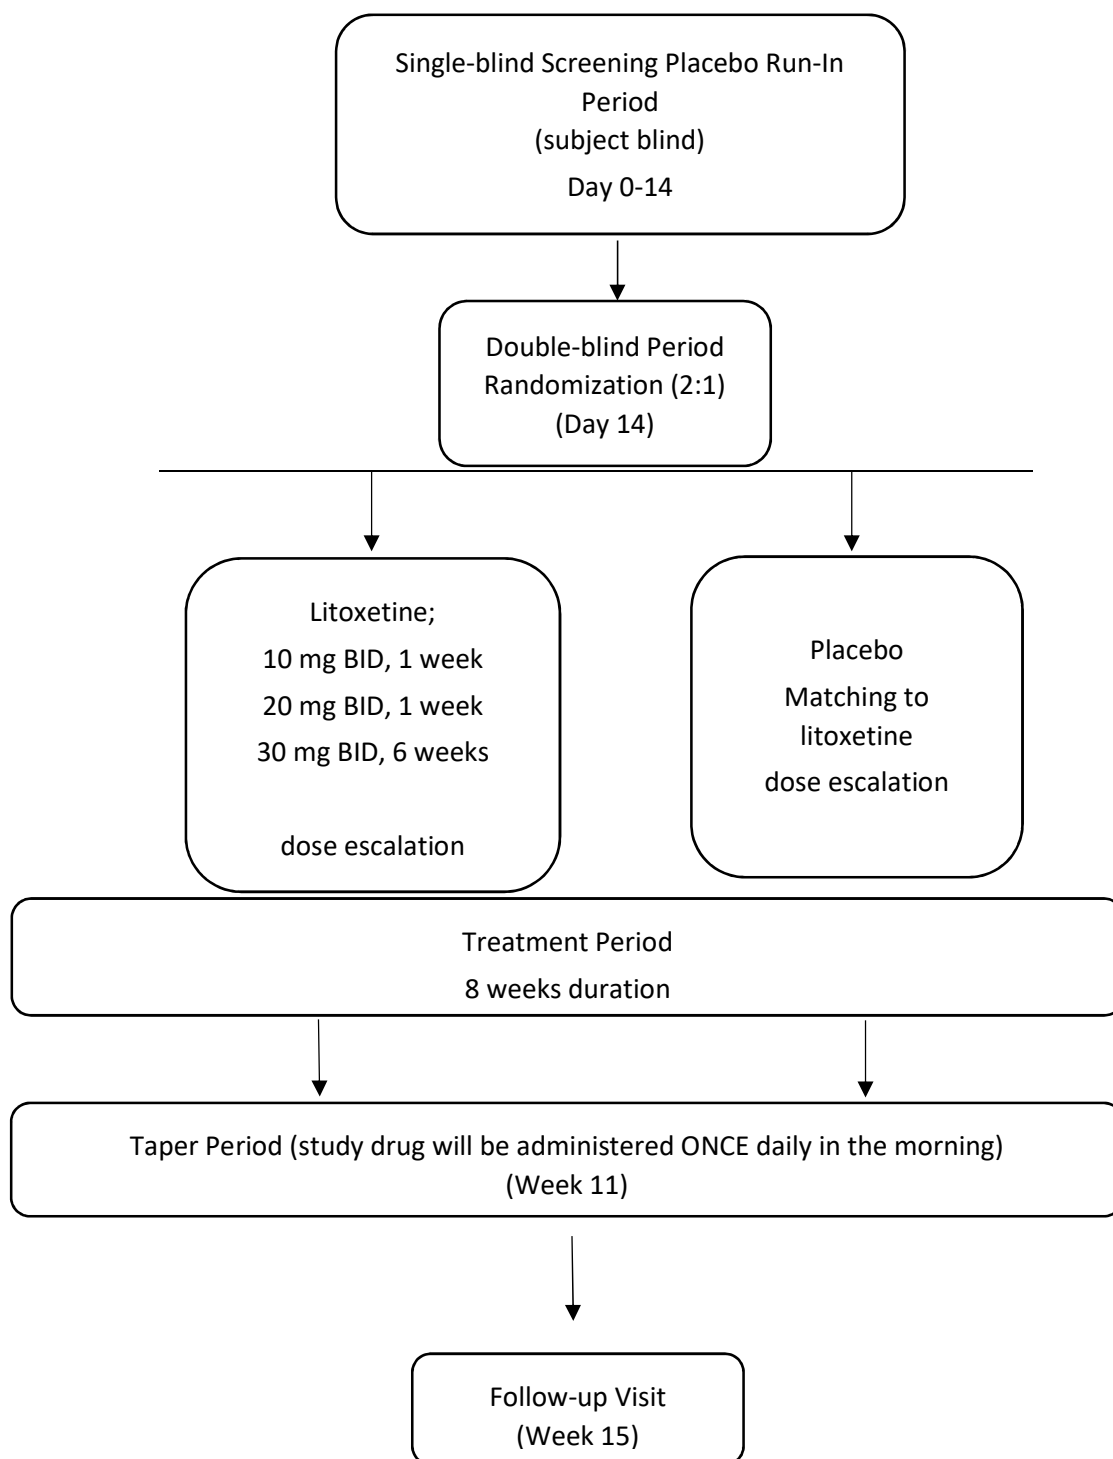 Single-blind Screening Placebo Run-In
Period
(subject blind)
Day 0-14
Double-blind Period
Randomization (2:1)
(Day 14)
Litoxetine;
10 mg BID, 1 week
20 mg BID, 1 week
30 mg BID, 6 weeks
dose escalation
Placebo
Matching to
litoxetine
dose escalation
Treatment Period
8 weeks duration
Taper Period (study drug will be administered ONCE daily in the morning)
(Week 11)
Follow-up Visit
(Week 15)